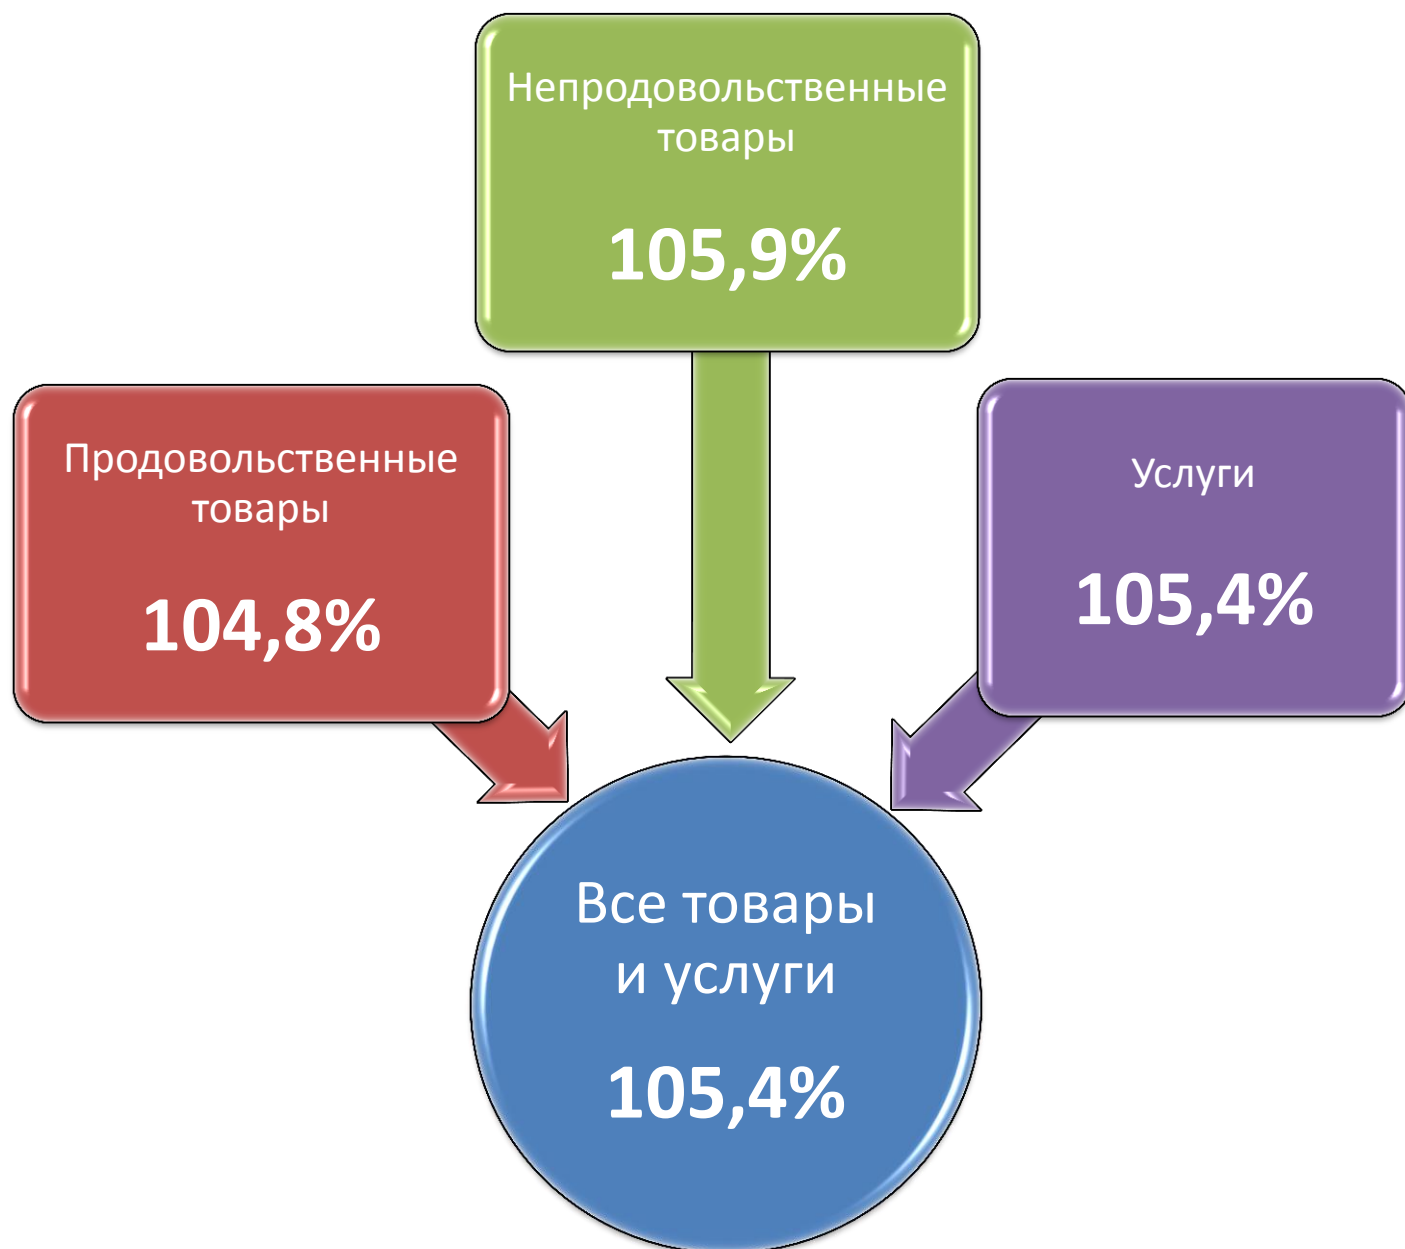 Непродовольственные
товары
105,9%
Продовольственные
товары
104,8%
Услуги
105,4%
Все товары
и услуги
105,4%